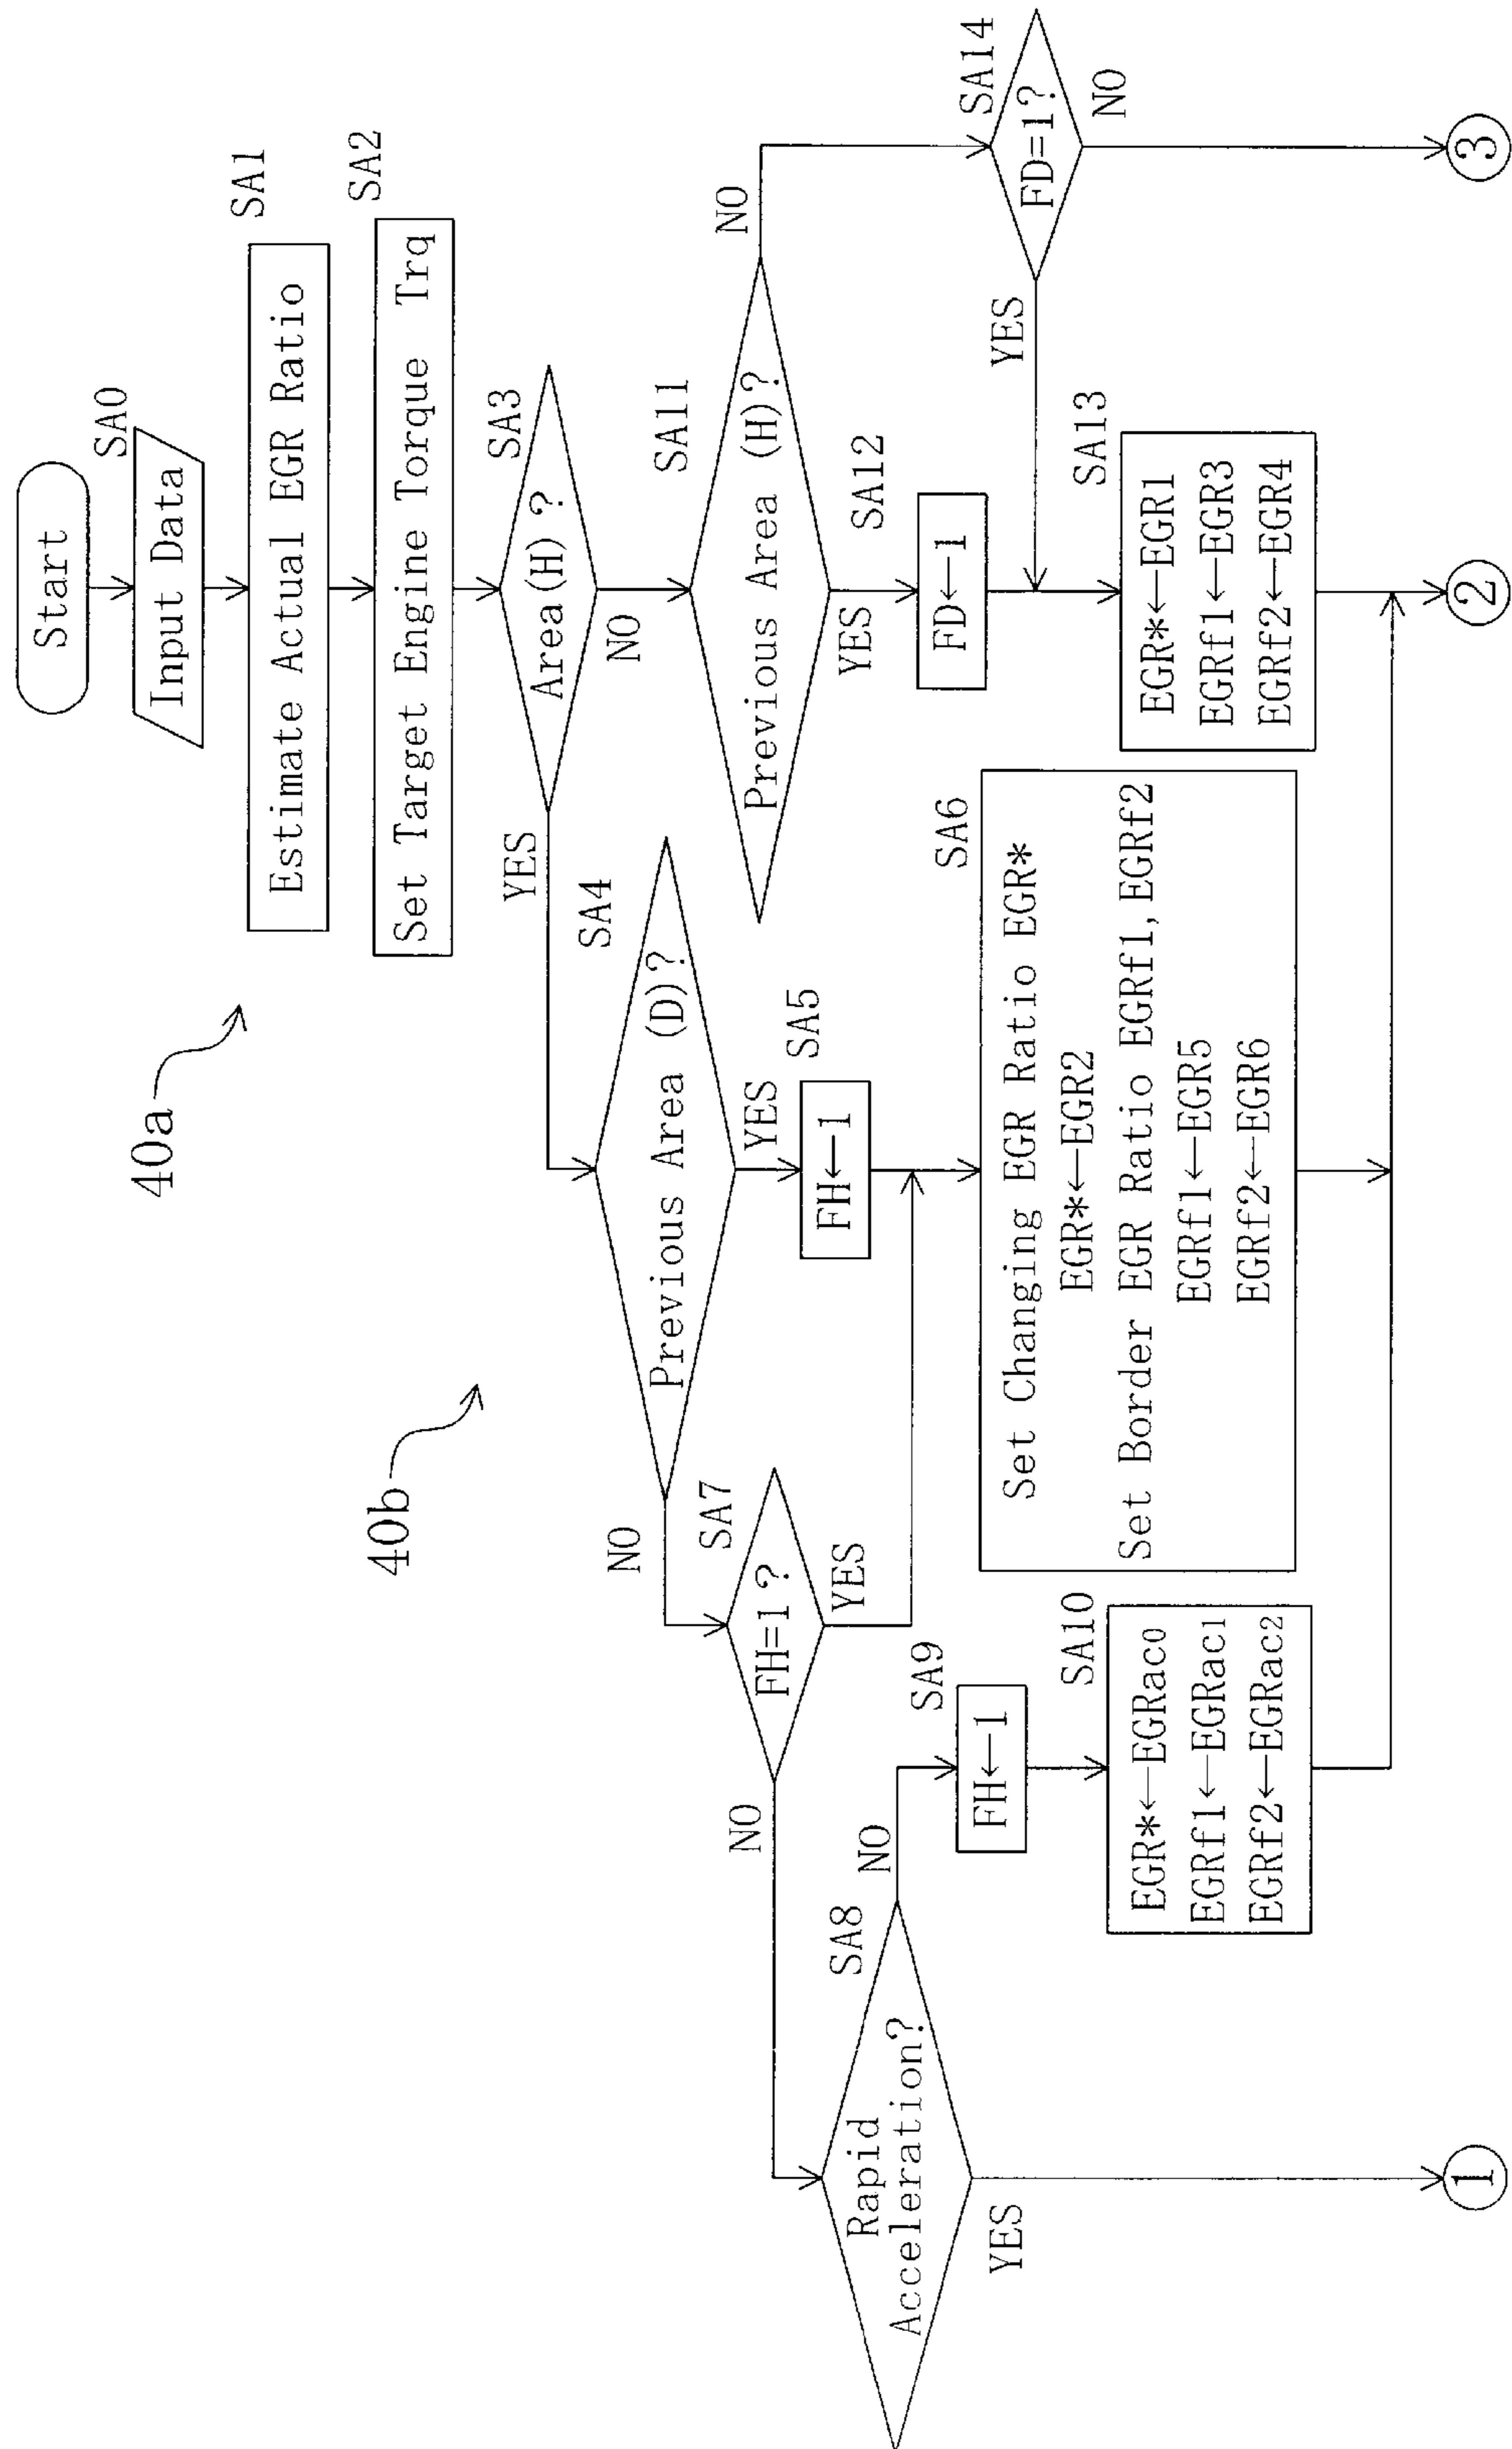 Start
SA0
Input Data
SA1
Estimate Actual EGR Ratio
SA2
Set Target Engine Torque Trq
40a
SA3
Area(H)?
YES
NO
40b
SA4
Previous Area (D)?
NO
YES
SA11
Previous Area (H)?
NO
YES
SA7
FH=1?
NO
YES
SA5
FH←1
SA12
FD←1
SA14
FD=1?
YES
NO
SA8
Rapid
Acceleration?
NO
YES
SA9
FH←1
SA10
EGR*←EGRac0
EGRf1←EGRac1
EGRf2←EGRac2
SA6
Set Changing EGR Ratio EGR*
EGR*←EGR2
Set Border EGR Ratio EGRf1,EGRf2
EGRf1←EGR5
EGRf2←EGR6
SA13
EGR*←EGR1
EGRf1←EGR3
EGRf2←EGR4
①
②
③